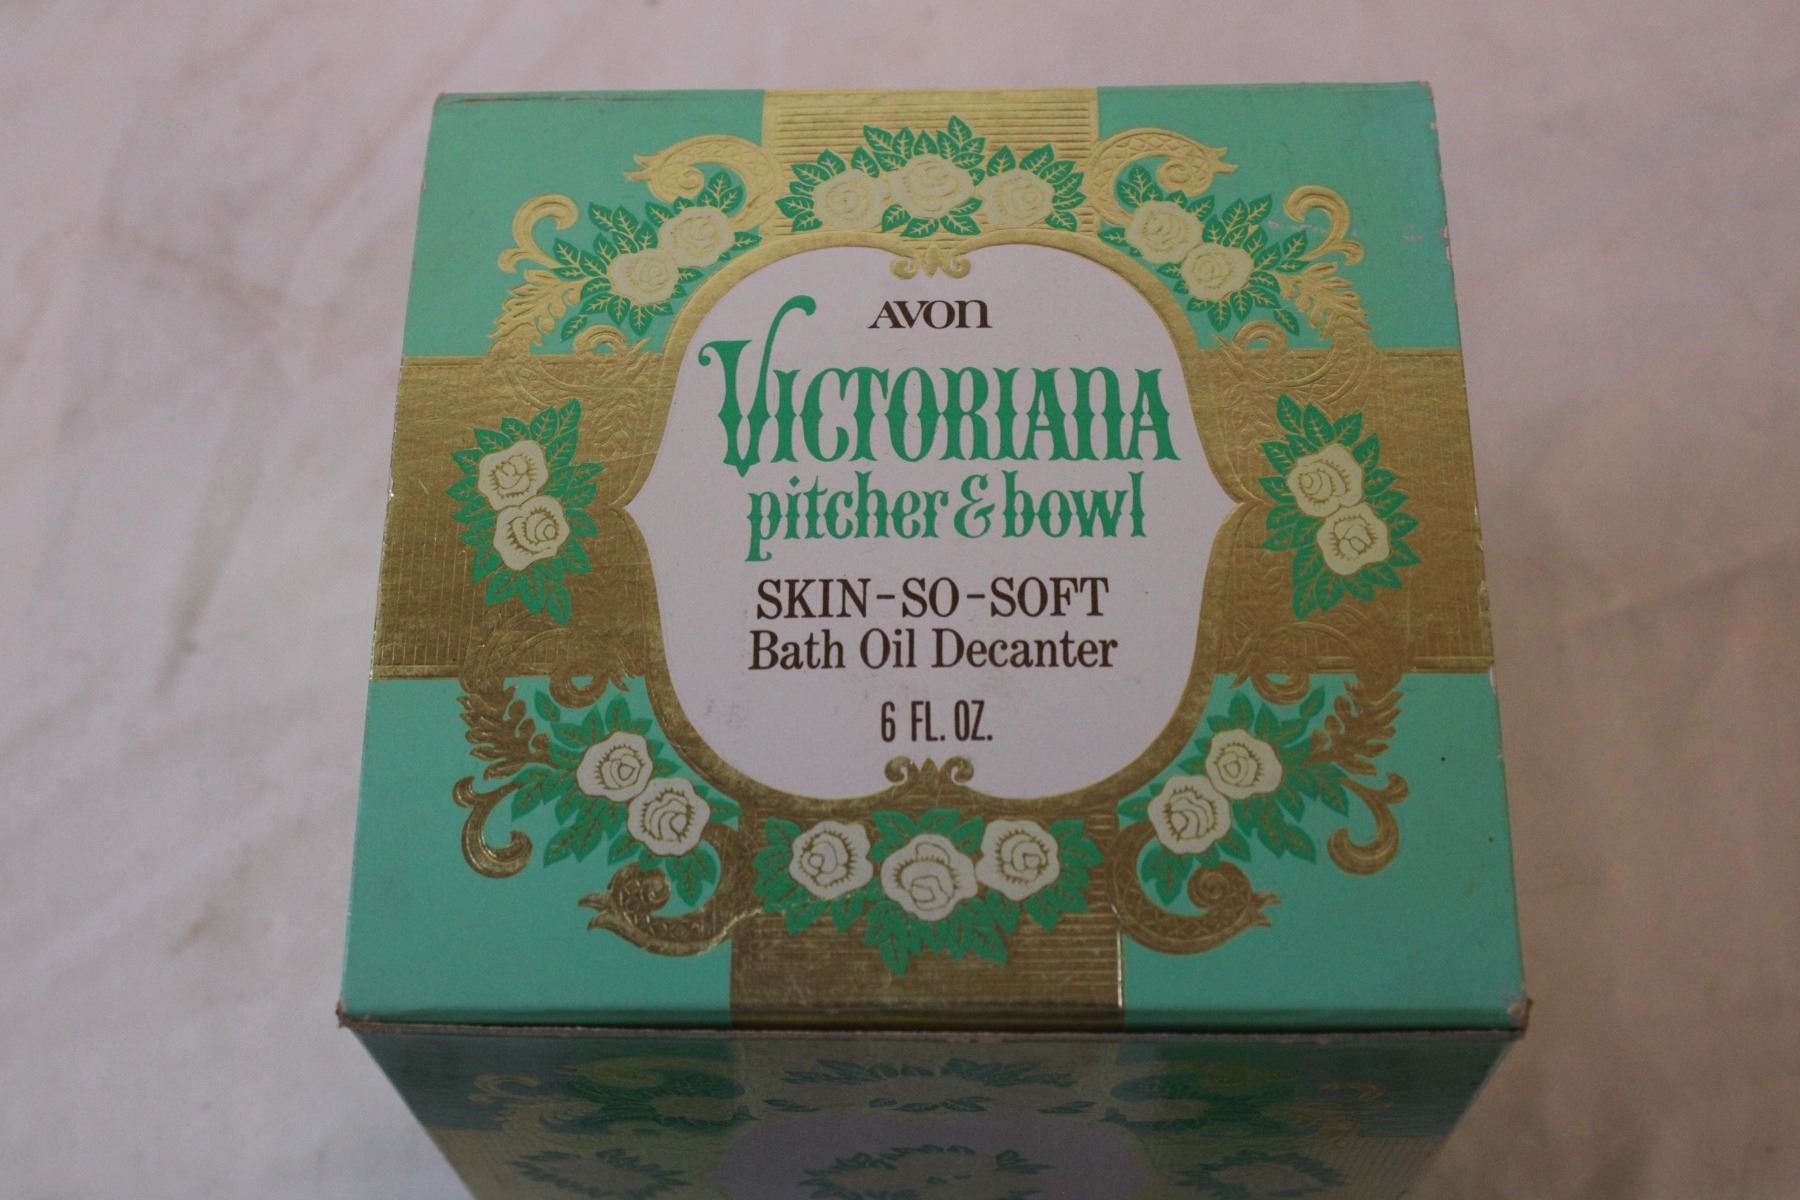 AVON
VICTORIANA
pitcher & bowl
SKIN-SO-SOFT
Bath Oil Decanter
6 FL. OZ.